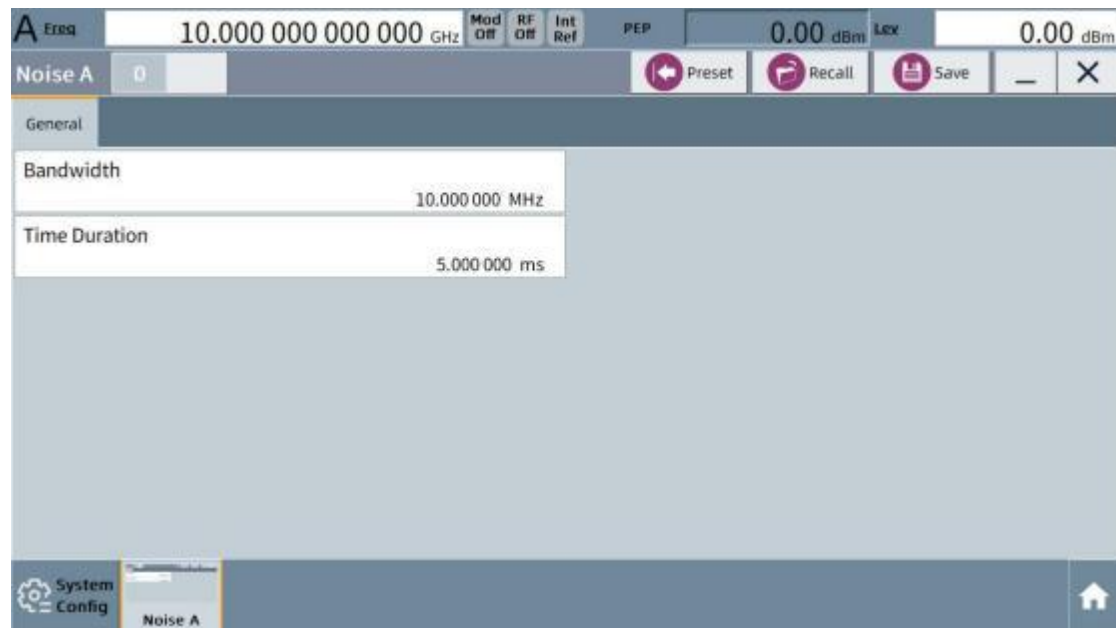 A Freq 10.000 000 000 000 GHz Mod Off RF Off Int Ref PEP 0.00 dBm Lev 0.00 dBm
Noise A 0 Preset Recall Save
General
Bandwidth
10.000 000 MHz
Time Duration
5.000 000 ms
System
Config
Noise A